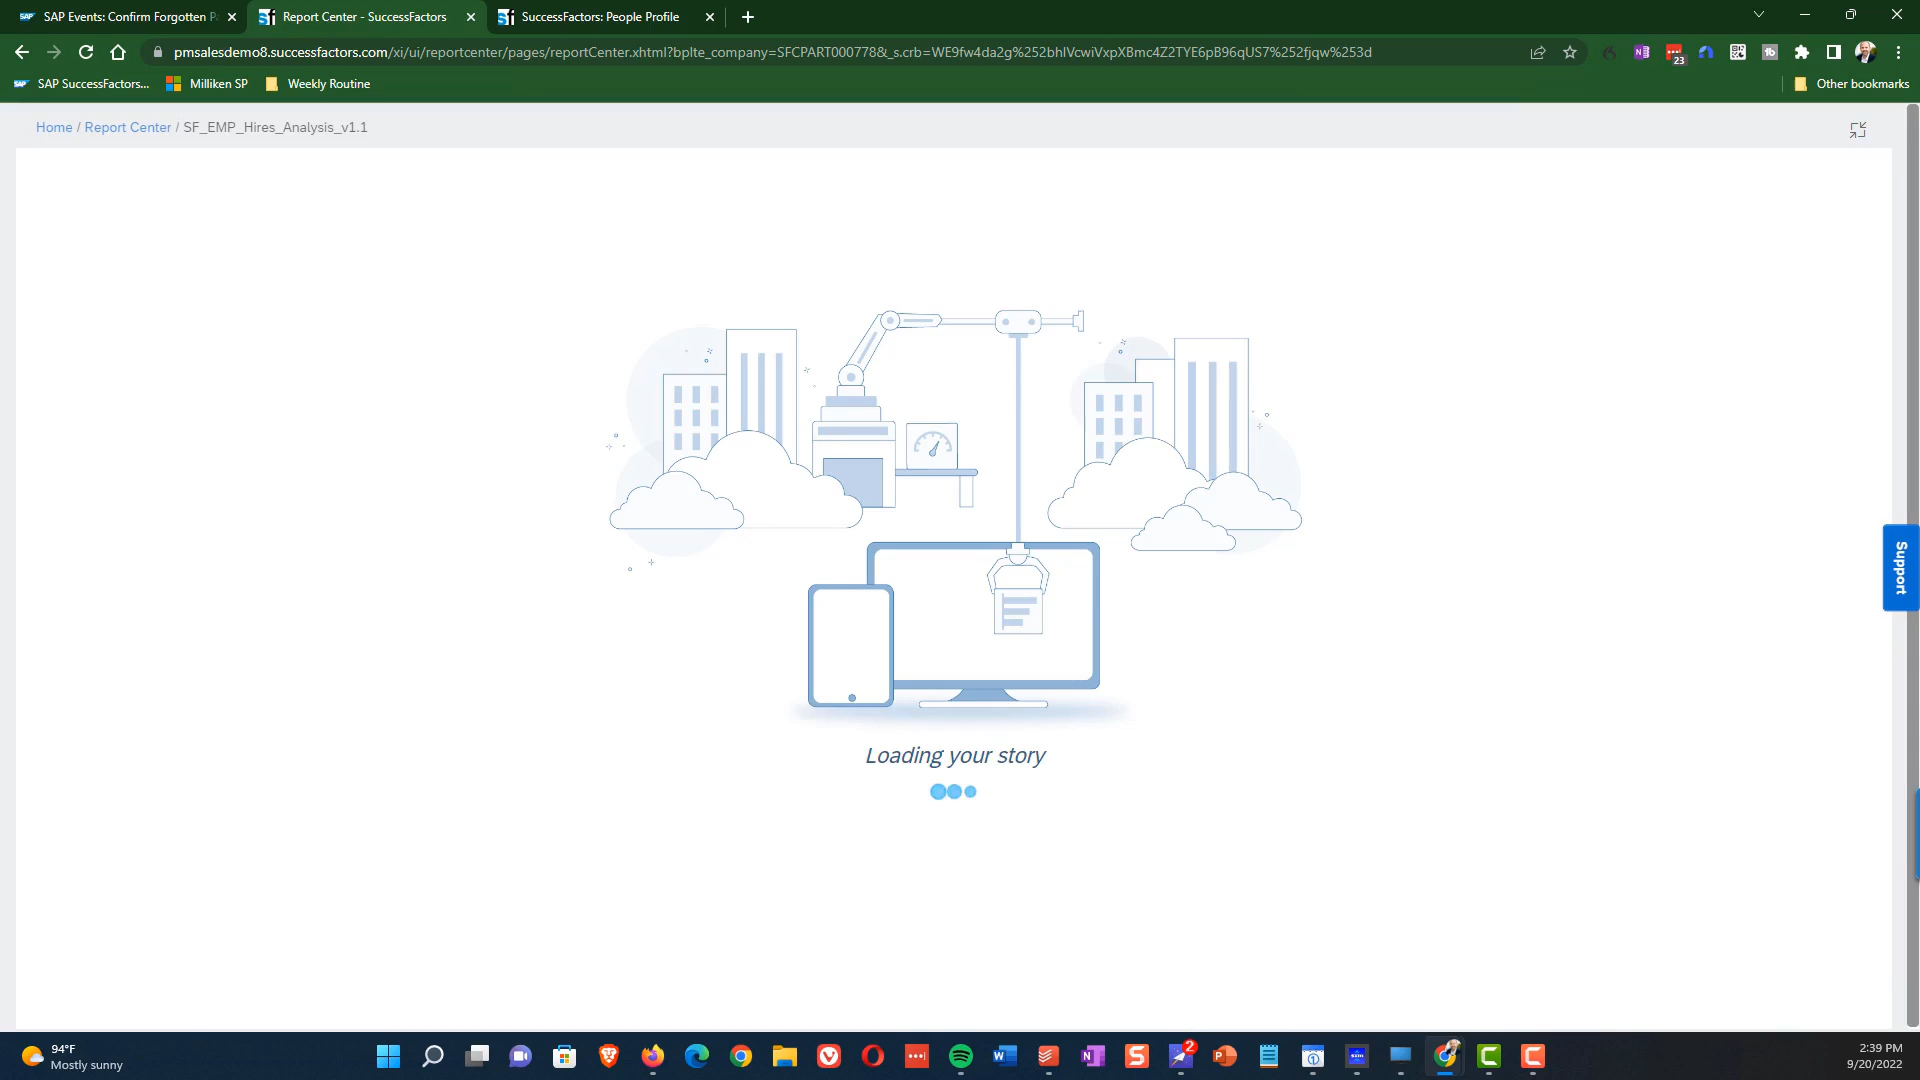 SAP Events: Confirm Forgotten P
Report Center - SuccessFactors
SuccessFactors: People Profile
pmsalesdemo8.successfactors.com/xi/ui/reportcenter/pages/reportCenter.xhtml?bplte_company=SFCPART000778&_s.crb=WE9fw4da2g%252bhlVcwiVxpXBmc4Z2TYE6pB96qUS7%252fjqw%253d
23
SAP SuccessFactors...
Milliken SP
Weekly Routine
Other bookmarks
Home / Report Center / SF_EMP_Hires_Analysis_v1.1
Support
Loading your story
94°F
Mostly sunny
2
2:39 PM
9/20/2022